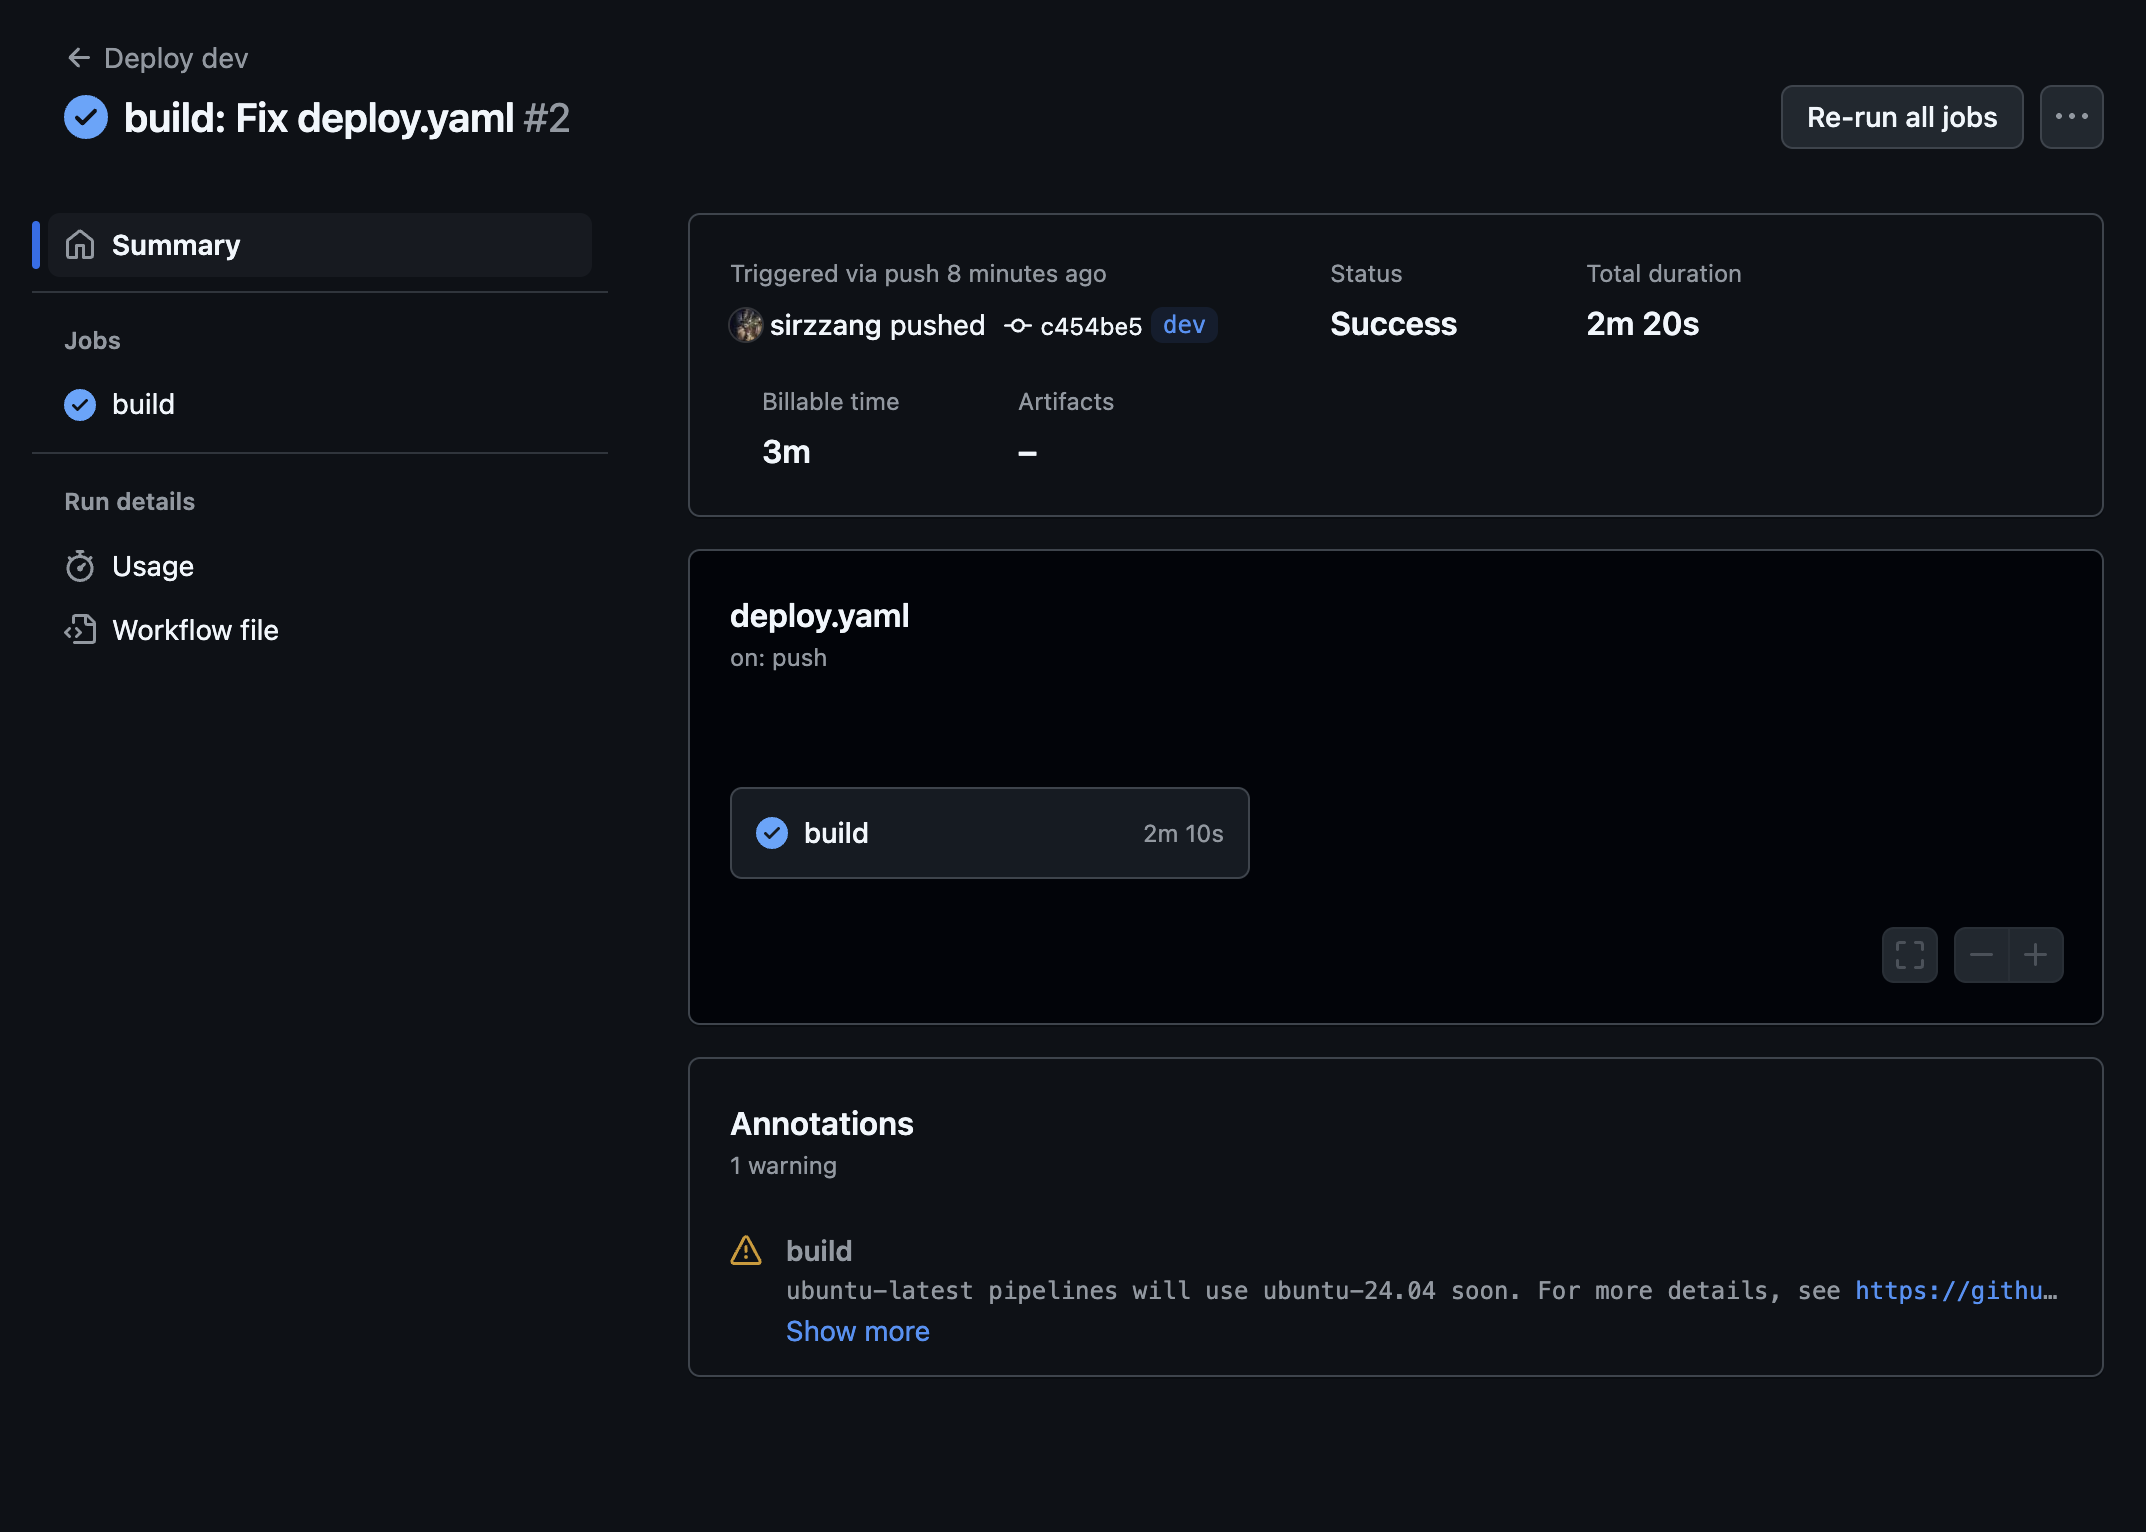 Deploy dev
build: Fix deploy.yaml #2
Re-run all jobs
Summary
Jobs
build
Run details
Usage
Workflow file
Triggered via push 8 minutes ago
sirzzang pushed c454be5 dev
Status
Success
Total duration
2m 20s
Billable time
3m
Artifacts
–
deploy.yaml
on: push
build 2m 10s
Annotations
1 warning
build
ubuntu-latest pipelines will use ubuntu-24.04 soon. For more details, see https://githu…
Show more